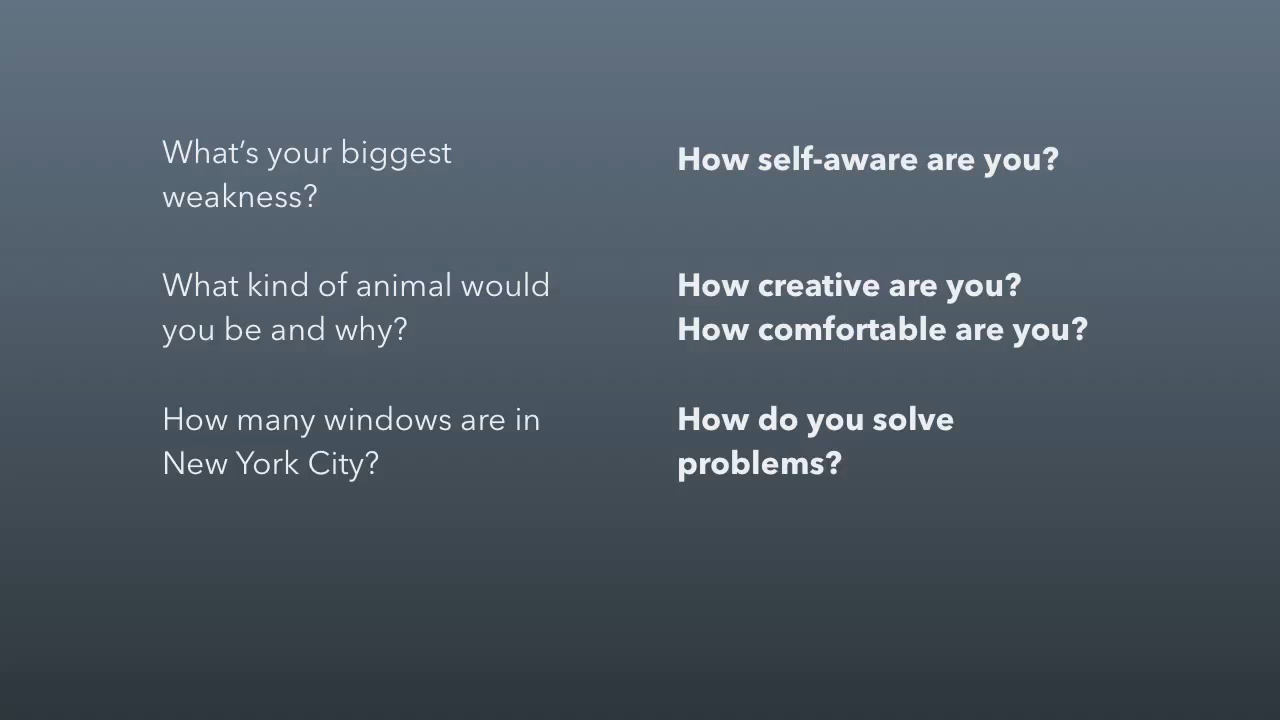 What's your biggest
weakness?
How self-aware are you?
What kind of animal would
you be and why?
How creative are you?
How comfortable are you?
How many windows are in
New York City?
How do you solve
problems?